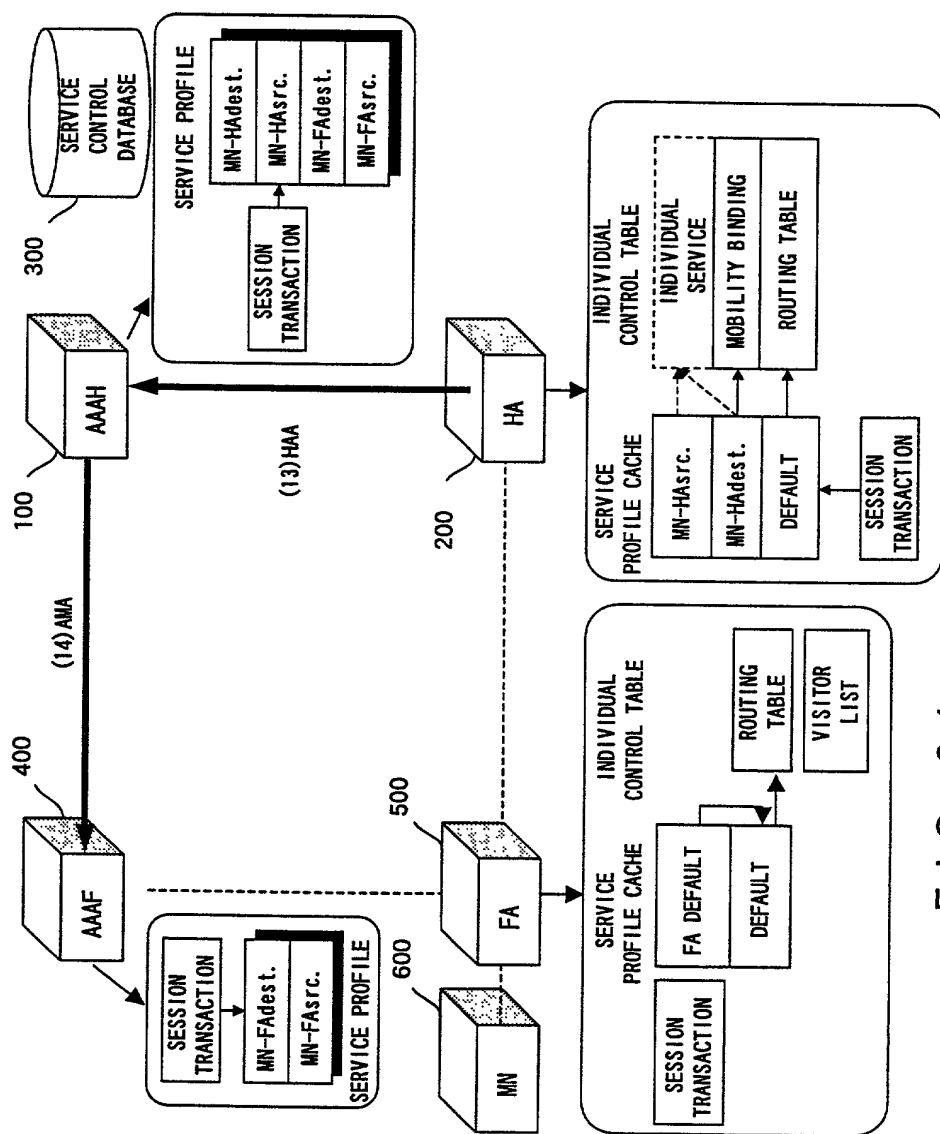 SERVICE
CONTROL
DATABASE
300
SERVICE PROFILE
MN-HAdest.
MN-HAsrc.
MN-FAdest.
MN-FAsrc.
SESSION
TRANSACTION
AAAH
100
(14)AMA
400
AAAF
SESSION
TRANSACTION
MN-FAdest.
MN-FAsrc.
SERVICE PROFILE
(13)HAA
HA
200
500
FA
600
MN
SERVICE
PROFILE CACHE
INDIVIDUAL
CONTROL TABLE
MN-HAsrc.
MN-HAdest.
DEFAULT
INDIVIDUAL
SERVICE
MOBILITY BINDING
ROUTING TABLE
SESSION
TRANSACTION
SERVICE
PROFILE CACHE
INDIVIDUAL
CONTROL TABLE
SESSION
TRANSACTION
FA DEFAULT
DEFAULT
ROUTING
TABLE
VISITOR
LIST